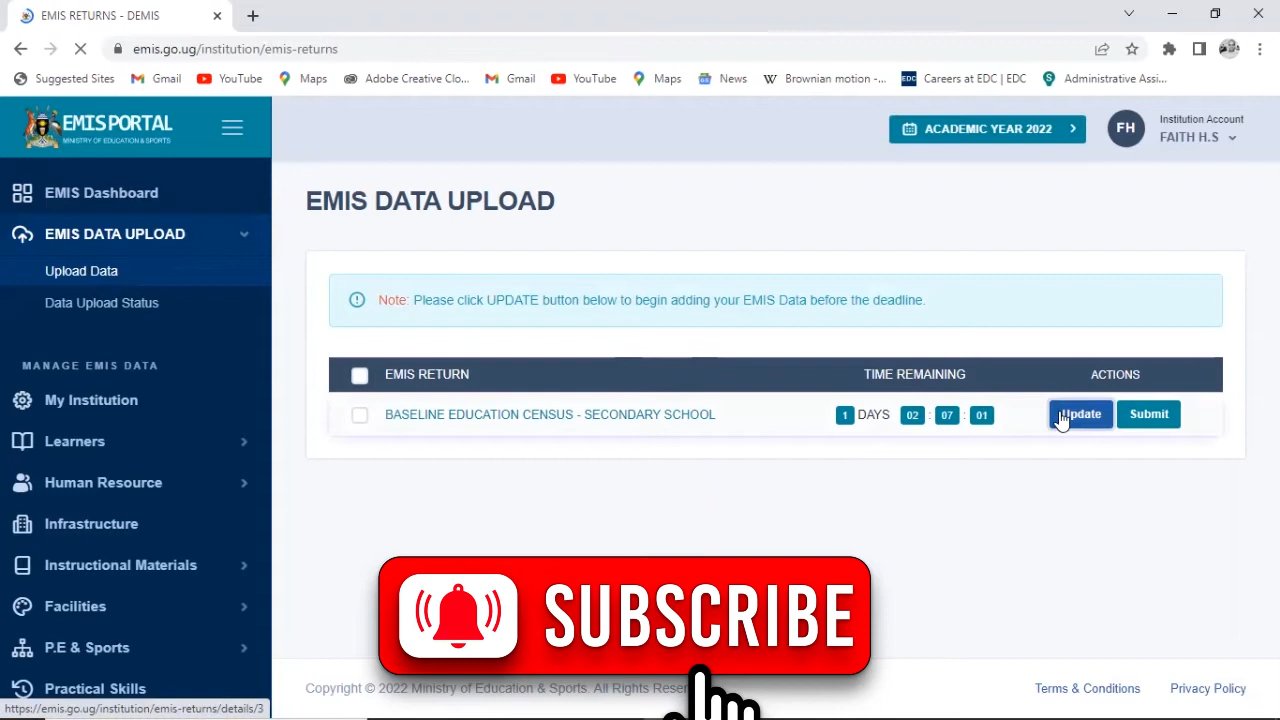 EMIS RETURNS - DEMIS
emis.go.ug/institution/emis-returns
Suggested Sites Gmail YouTube Maps Adobe Creative Clo... Gmail YouTube Maps News Brownian motion -... EDC Careers at EDC | EDC Administrative Assi...
EMIS PORTAL
MINISTRY OF EDUCATION & SPORTS
ACADEMIC YEAR 2022
FH
Institution Account
FAITH H.S
EMIS Dashboard
EMIS DATA UPLOAD
Upload Data
Data Upload Status
MANAGE EMIS DATA
My Institution
Learners
Human Resource
Infrastructure
Instructional Materials
Facilities
P.E & Sports
Practical Skills
https://emis.go.ug/institution/emis-returns/details/3
EMIS DATA UPLOAD
Note: Please click UPDATE button below to begin adding your EMIS Data before the deadline.
EMIS RETURN TIME REMAINING ACTIONS
BASELINE EDUCATION CENSUS - SECONDARY SCHOOL 1 DAYS 02 : 07 : 01 Update Submit
SUBSCRIBE
Copyright © 2022 Ministry of Education & Sports. All Rights Reser
Terms & Conditions Privacy Policy